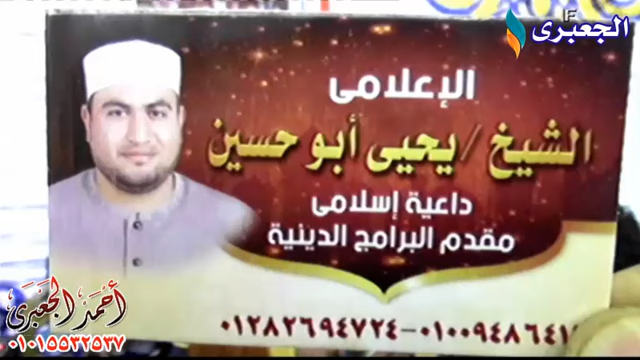 الجعبرى
الإعلامى
الشيخ / يحيى أبو حسين
داعية إسلامى
مقدم البرامج الدينية
٠١٢٨٢٦٩٤٧٢٤-٠١٠٠٩٤٨٦٤١
أحمد الجعبرى
٠١٠١٥٥٣٢٥٣٧